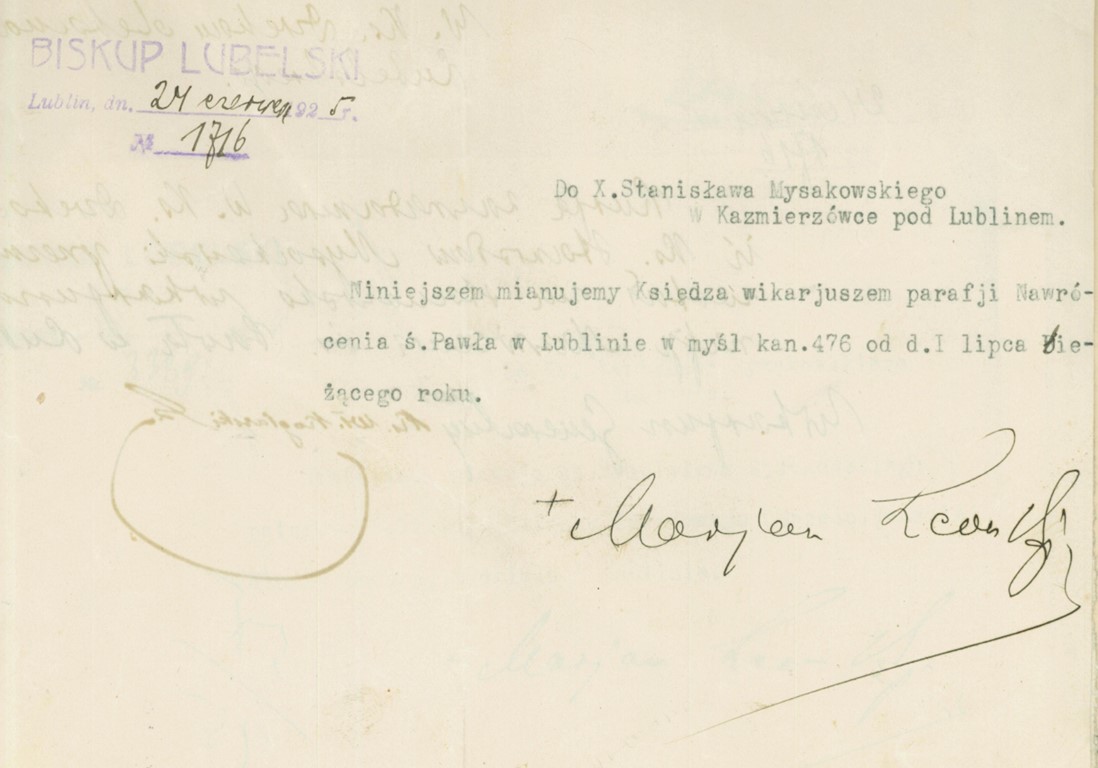 BISKUP LUBELSKI
Lublin, dn. 24 czerwca 1925 r.
№ 1716
Do X.Stanisława Mysakowskiego
w Kazmierzówce pod Lublinem.
Niniejszem mianujemy Księdza wikarjuszem parafji Nawró-
cenia ś.Pawła w Lublinie w myśl kan.476 od d.I lipca bie-
żącego roku.
+ Marjan